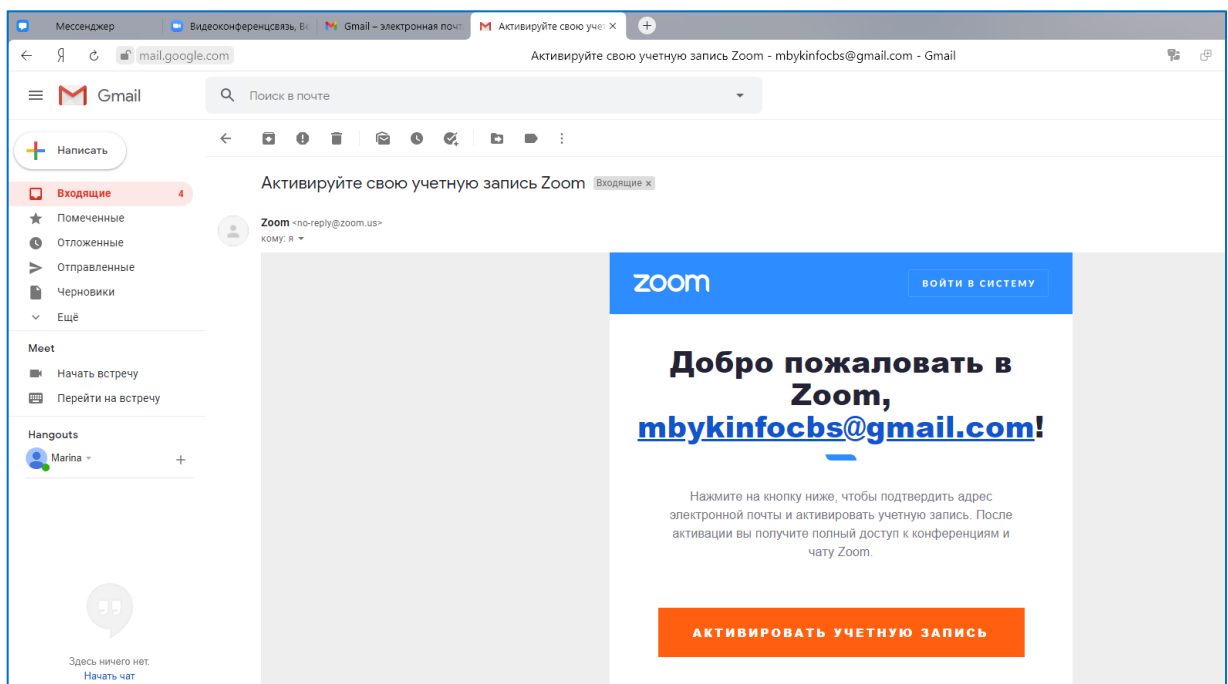 Мессенджер
Видеоконференцсвязь, Ве
Gmail – электронная почт
Активируйте свою учет
Я
mail.google.com
Активируйте свою учетную запись Zoom - mbykinfocbs@gmail.com - Gmail
Gmail
Поиск в почте
Написать
Входящие 4
Помеченные
Отложенные
Отправленные
Черновики
Ещё
Meet
Начать встречу
Перейти на встречу
Hangouts
Marina
Здесь ничего нет.
Начать чат
Активируйте свою учетную запись Zoom Входящие x
Zoom <no-reply@zoom.us>
кому: я
zoom
ВОЙТИ В СИСТЕМУ
Добро пожаловать в
Zoom,
mbykinfocbs@gmail.com!
Нажмите на кнопку ниже, чтобы подтвердить адрес
электронной почты и активировать учетную запись. После
активации вы получите полный доступ к конференциям и
чату Zoom.
АКТИВИРОВАТЬ УЧЕТНУЮ ЗАПИСЬ